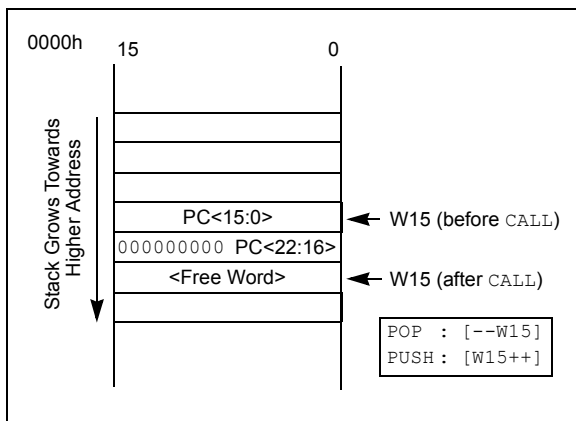 0000h
15 0
Stack Grows Towards
Higher Address
PC<15:0>
W15 (before CALL)
000000000 PC<22:16>
<Free Word>
W15 (after CALL)
POP : [--W15]
PUSH : [W15++]